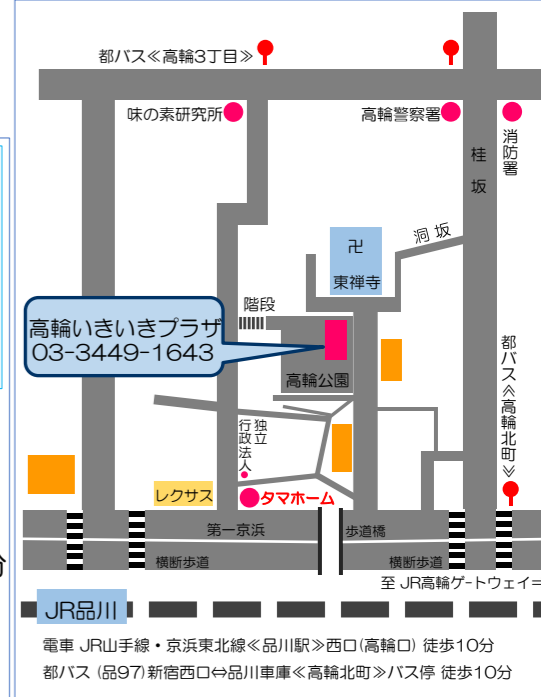 都バス≪高輪3丁目≫
味の素研究所
高輪警察署
消防署
桂坂
洞坂
卍
東禅寺
階段
高輪いきいきプラザ
03-3449-1643
高輪公園
都バス≪高輪北町≫
独立
行政法人
レクサス
タマホーム
第一京浜
歩道橋
横断歩道
横断歩道
至 JR高輪ゲートウェイ⇒
分
JR品川
電車 JR山手線・京浜東北線≪品川駅≫西口(高輪口) 徒歩10分
都バス (品97)新宿西口⇔品川車庫≪高輪北町≫バス停 徒歩10分